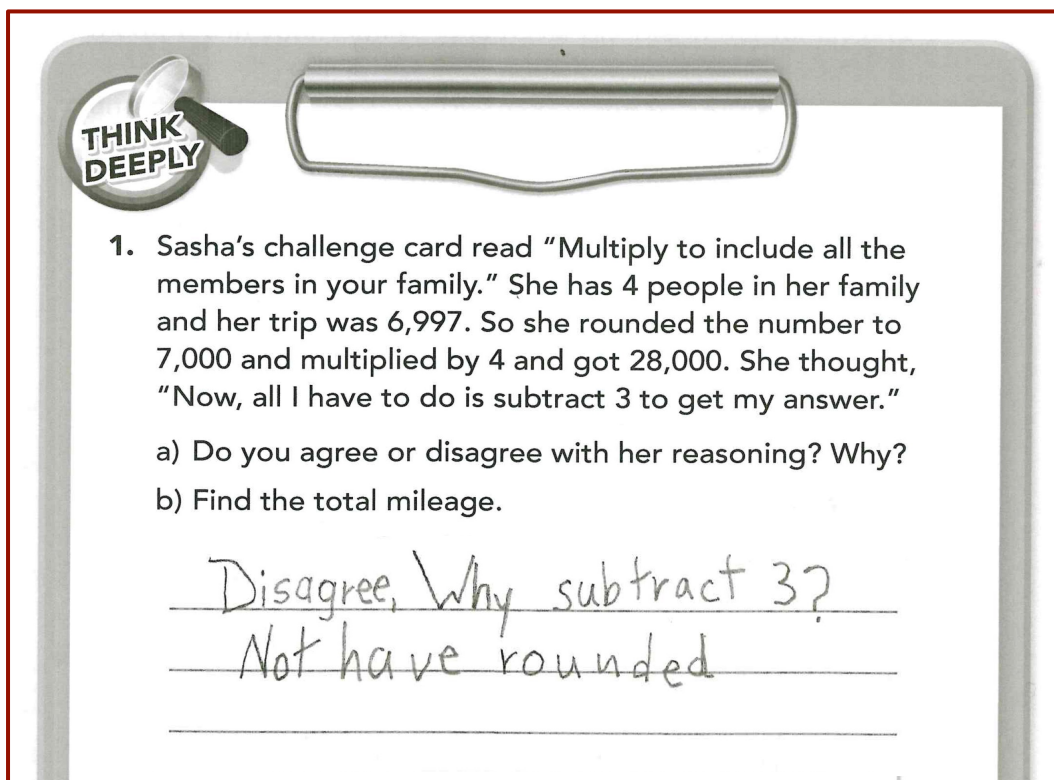 THINK
DEEPLY
1. Sasha's challenge card read "Multiply to include all the
members in your family." She has 4 people in her family
and her trip was 6,997. So she rounded the number to
7,000 and multiplied by 4 and got 28,000. She thought,
"Now, all I have to do is subtract 3 to get my answer."
a) Do you agree or disagree with her reasoning? Why?
b) Find the total mileage.
Disagree, Why subtract 3?
Not have rounded